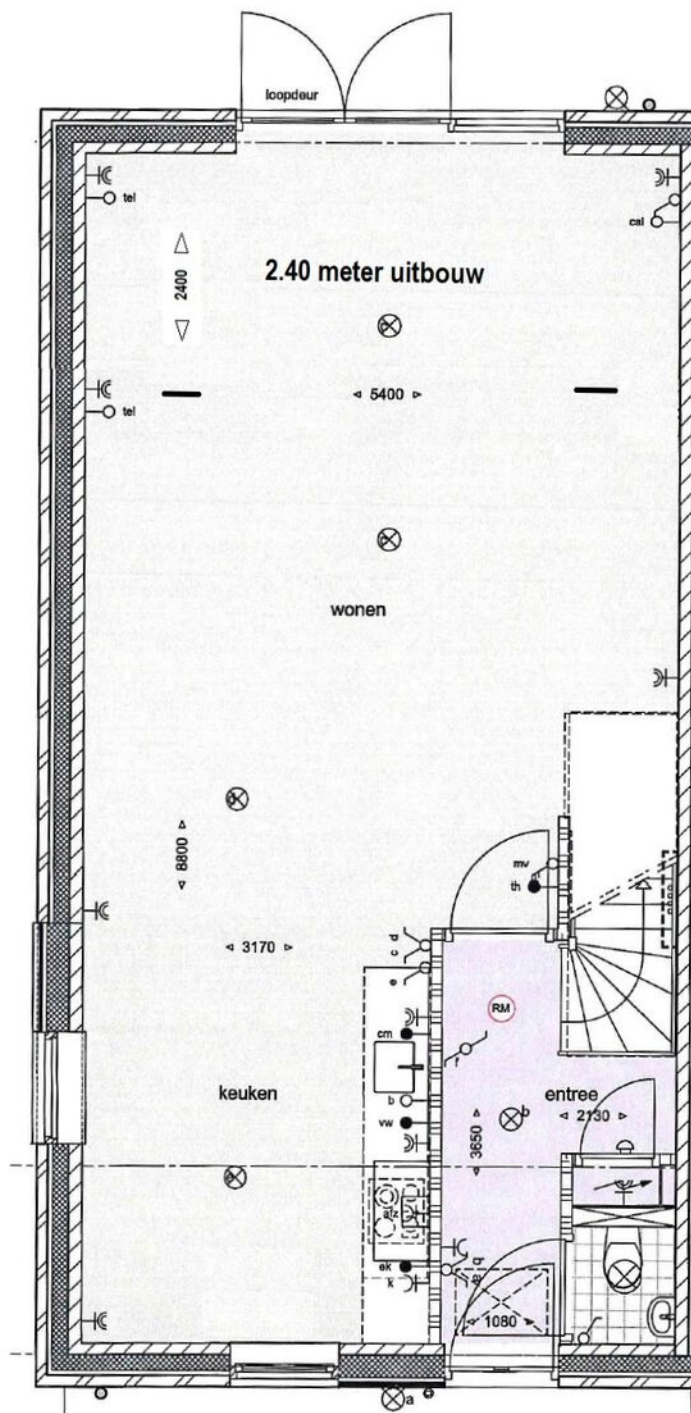 loopdeur
tel
cal
2400
2.40 meter uitbouw
5400
tel
wonen
8800
mv
th
3170
c d
e
RM
cm
f
keuken
b
entree
b
2130
vw
3650
ek
k
a b
1080
a